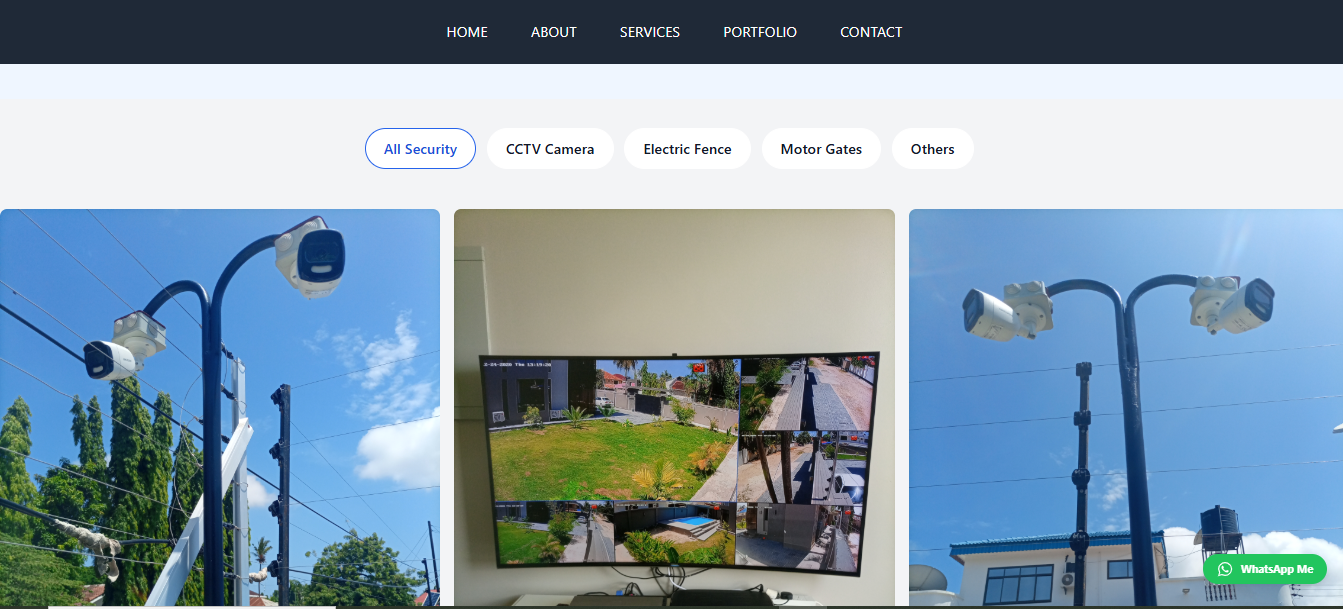 HOME
ABOUT
SERVICES
PORTFOLIO
CONTACT
All Security
CCTV Camera
Electric Fence
Motor Gates
Others
WhatsApp Me